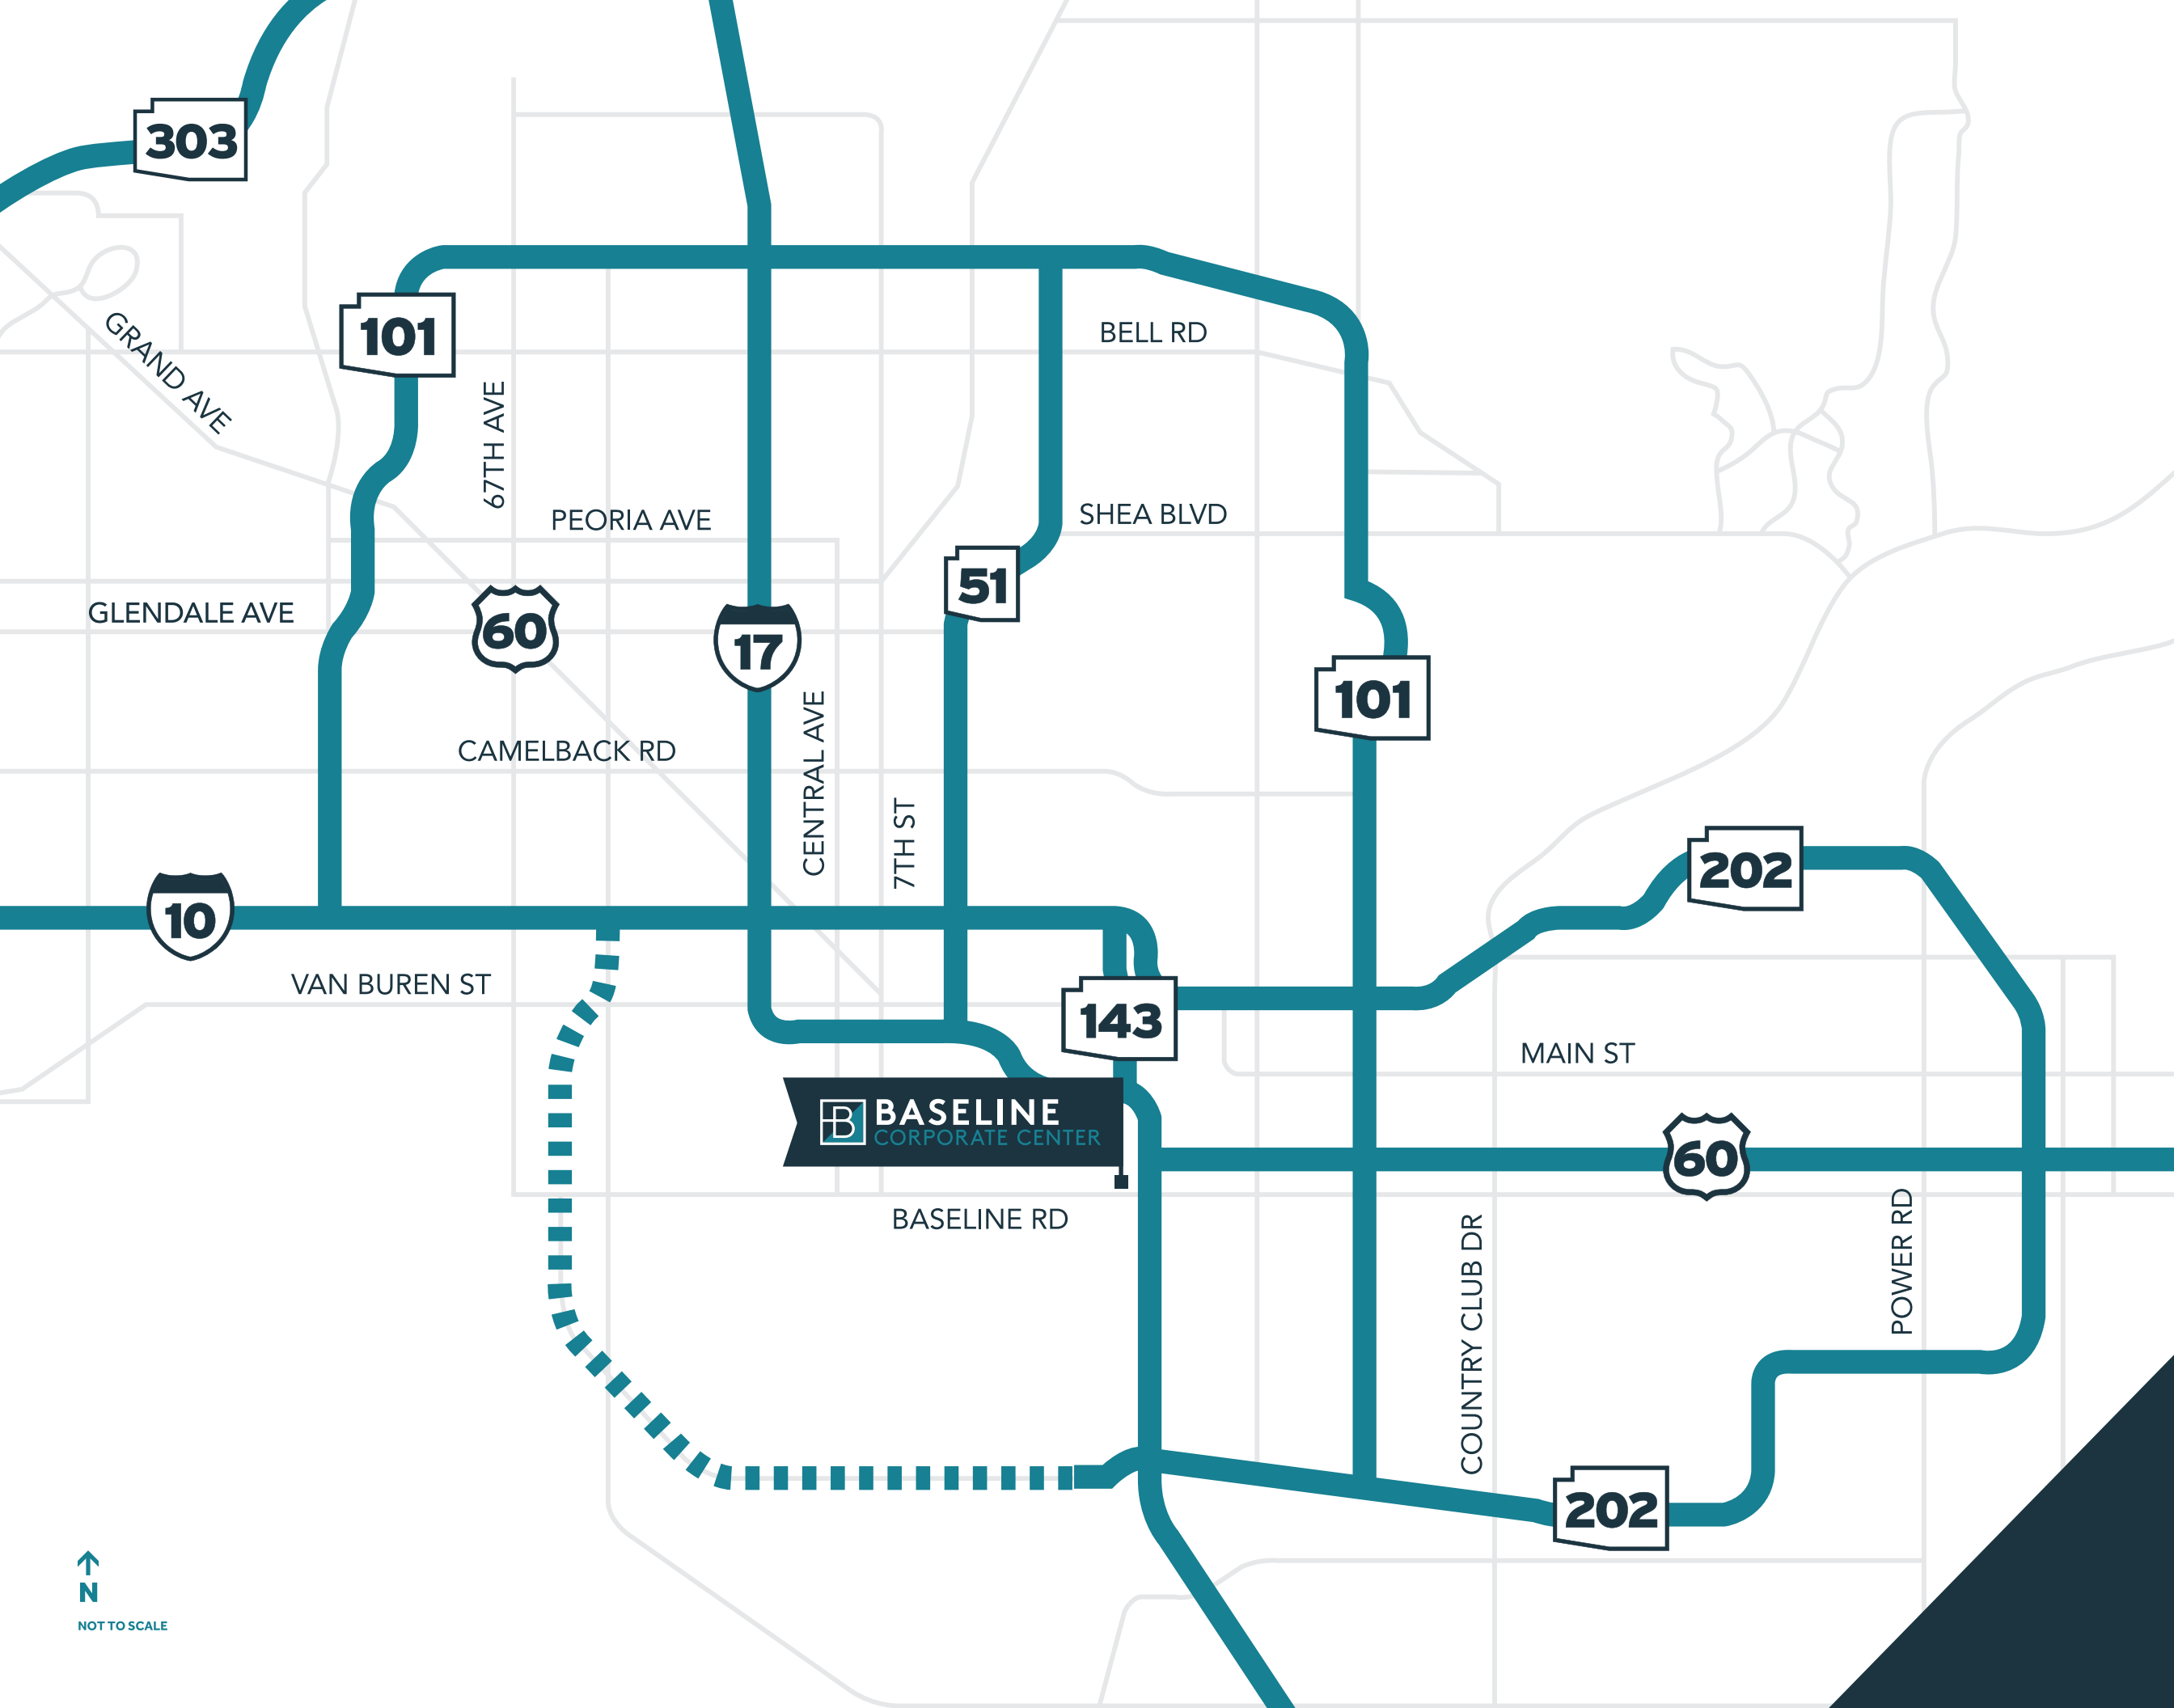 303
101
GRAND AVE
BELL RD
67TH AVE
PEORIA AVE
SHEA BLVD
51
GLENDALE AVE
60
17
101
CAMELBACK RD
CENTRAL AVE
7TH ST
202
10
VAN BUREN ST
143
MAIN ST
B BASELINE
CORPORATE CENTER
60
BASELINE RD
POWER RD
COUNTRY CLUB DR
202
N
NOT TO SCALE